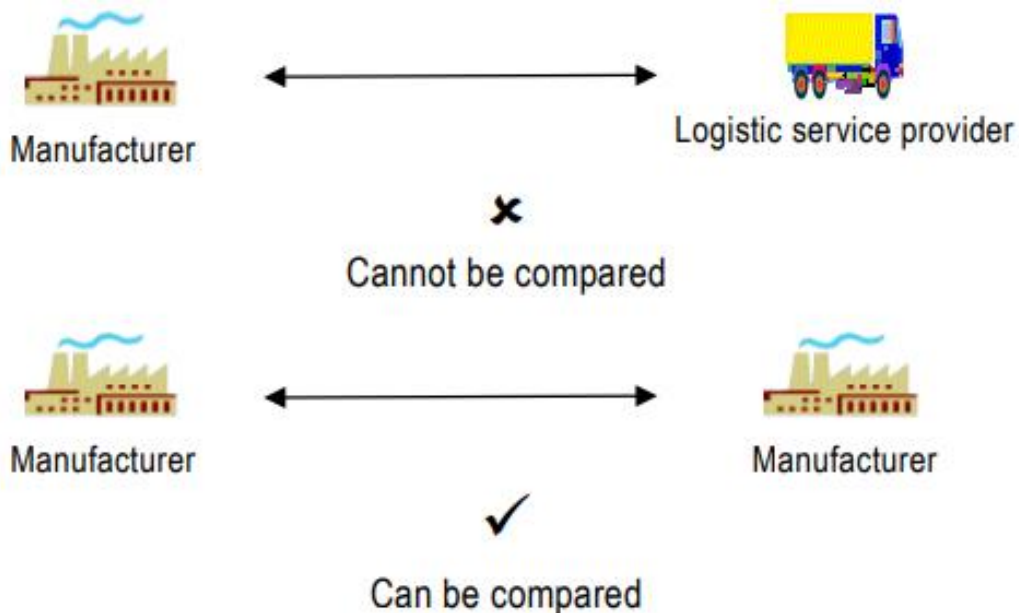 Manufacturer
Logistic service provider
✘
Cannot be compared
Manufacturer
Manufacturer
✓
Can be compared